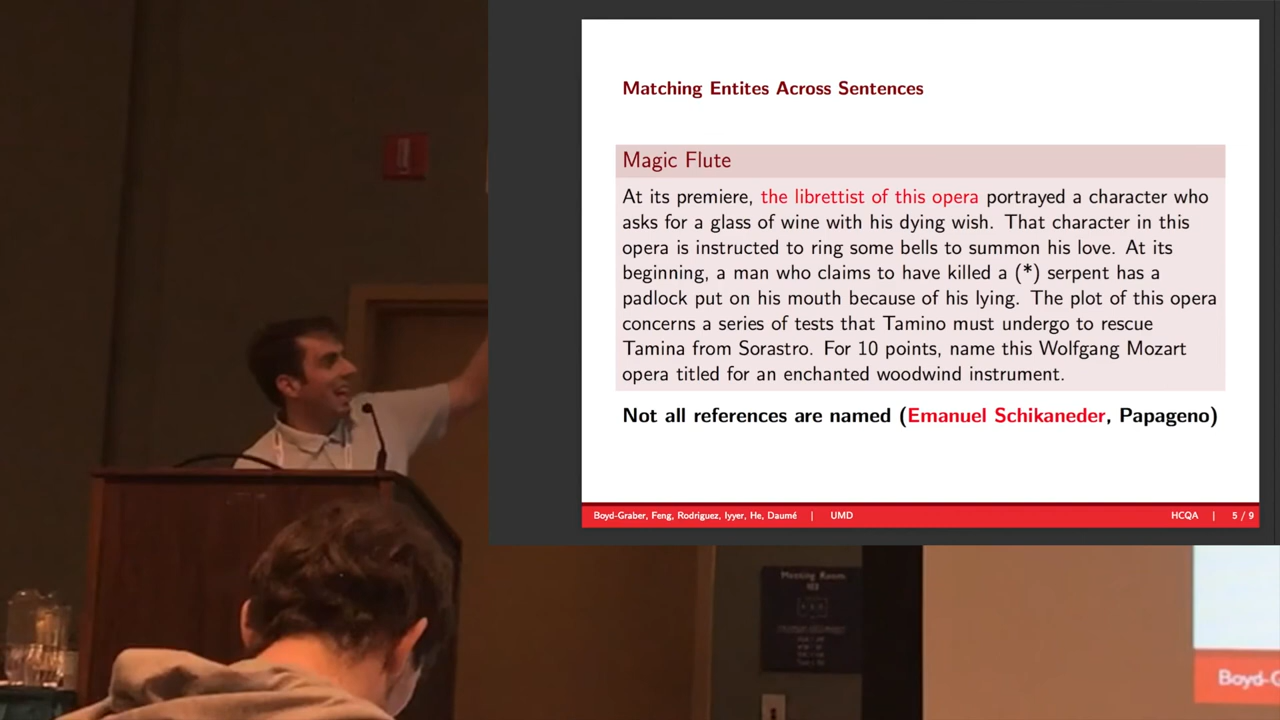 Matching Entites Across Sentences
Magic Flute
At its premiere, the librettist of this opera portrayed a character who
asks for a glass of wine with his dying wish. That character in this
opera is instructed to ring some bells to summon his love. At its
beginning, a man who claims to have killed a (*) serpent has a
padlock put on his mouth because of his lying. The plot of this opera
concerns a series of tests that Tamino must undergo to rescue
Tamina from Sorastro. For 10 points, name this Wolfgang Mozart
opera titled for an enchanted woodwind instrument.
Not all references are named (Emanuel Schikaneder, Papageno)
Boyd-Graber, Feng, Rodriguez, Iyyer, He, Daumé | UMD HCQA | 5 / 9
Meeting Room
103
Boyd-G